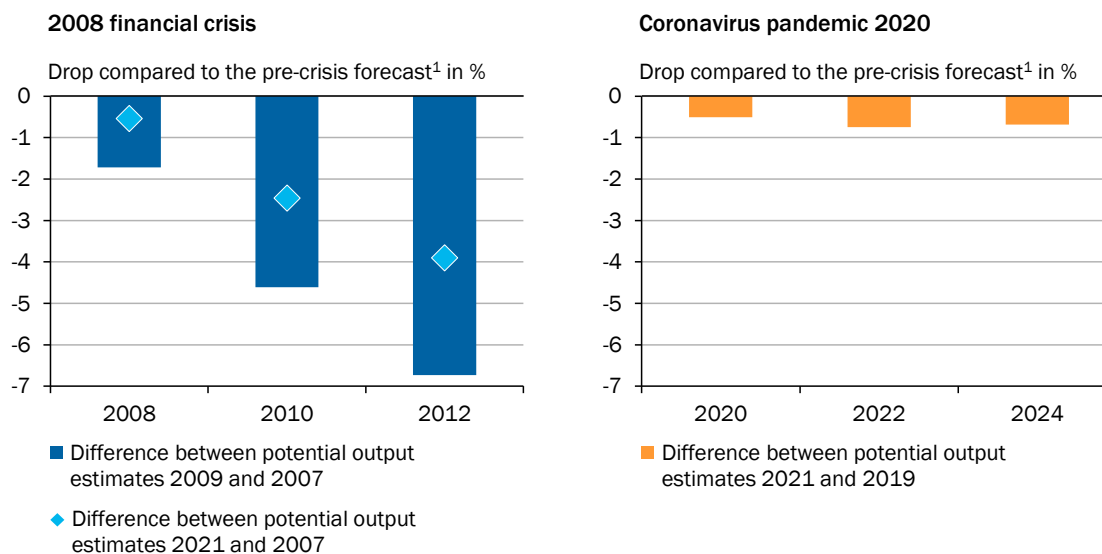 2008 financial crisis
Drop compared to the pre-crisis forecast¹ in %
0
-1
-2
-3
-4
-5
-6
-7
2008 2010 2012
Difference between potential output
estimates 2009 and 2007
Difference between potential output
estimates 2021 and 2007
Coronavirus pandemic 2020
Drop compared to the pre-crisis forecast¹ in %
0
-1
-2
-3
-4
-5
-6
-7
2020 2022 2024
Difference between potential output
estimates 2021 and 2019